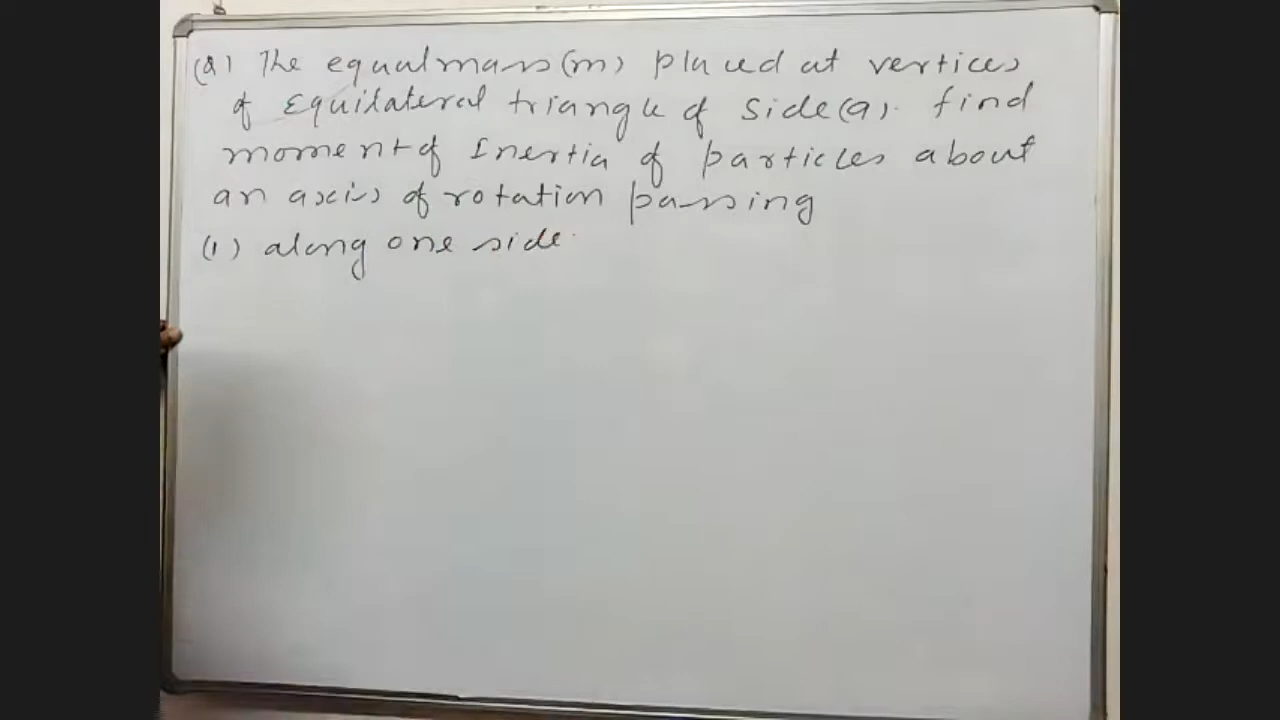 (Q) The equal mass (m) placed at vertices
of Equilateral triangle of side (a). find
moment of Inertia of particles about
an axis of rotation passing
(1) along one side.